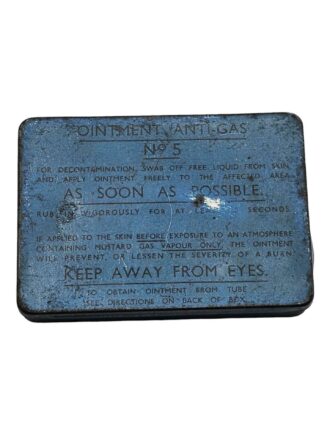 OINTMENT, ANTI-GAS
Nº 5
FOR DECONTAMINATION, SWAB OFF FREE LIQUID FROM SKIN
AND APPLY OINTMENT FREELY TO THE AFFECTED AREA
AS SOON AS POSSIBLE.
RUB VIGOROUSLY FOR AT LEAST SECONDS.
IF APPLIED TO THE SKIN BEFORE EXPOSURE TO AN ATMOSPHERE
CONTAINING MUSTARD GAS VAPOUR ONLY, THE OINTMENT
WILL PREVENT, OR LESSEN THE SEVERITY OF A BURN.
KEEP AWAY FROM EYES.
TO OBTAIN OINTMENT FROM TUBE
SEE DIRECTIONS ON BACK OF BOX